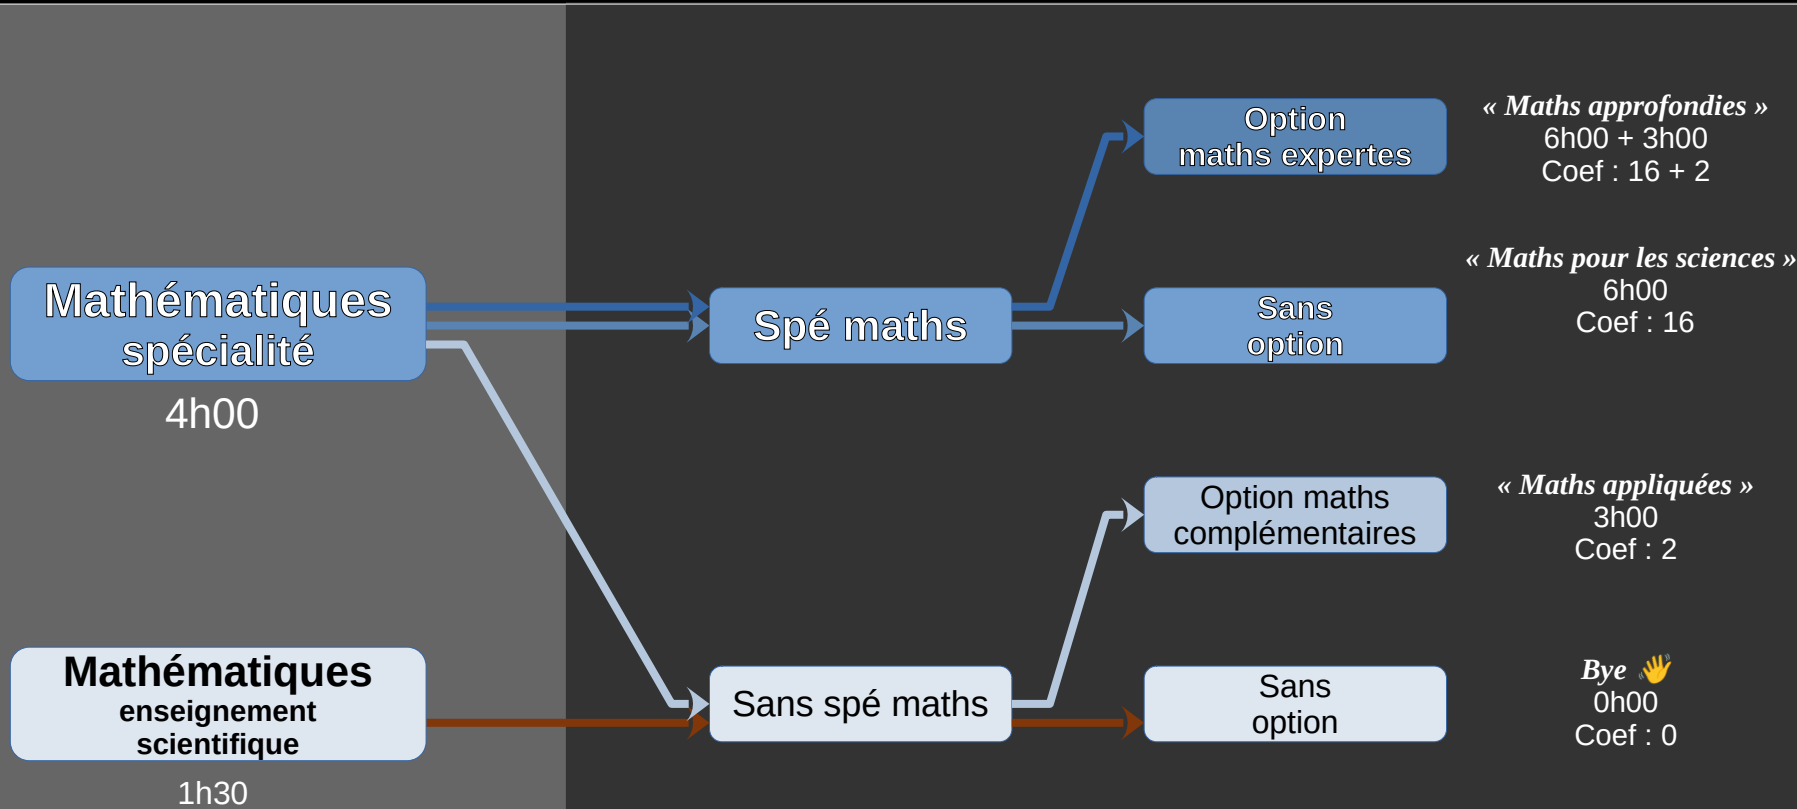 Mathématiques
spécialité
4h00
Mathématiques
enseignement
scientifique
1h30
Spé maths
Sans spé maths
Option
maths expertes
« Maths approfondies »
6h00 + 3h00
Coef : 16 + 2
Sans
option
« Maths pour les sciences »
6h00
Coef : 16
Option maths
complémentaires
« Maths appliquées »
3h00
Coef : 2
Sans
option
Bye 👋
0h00
Coef : 0